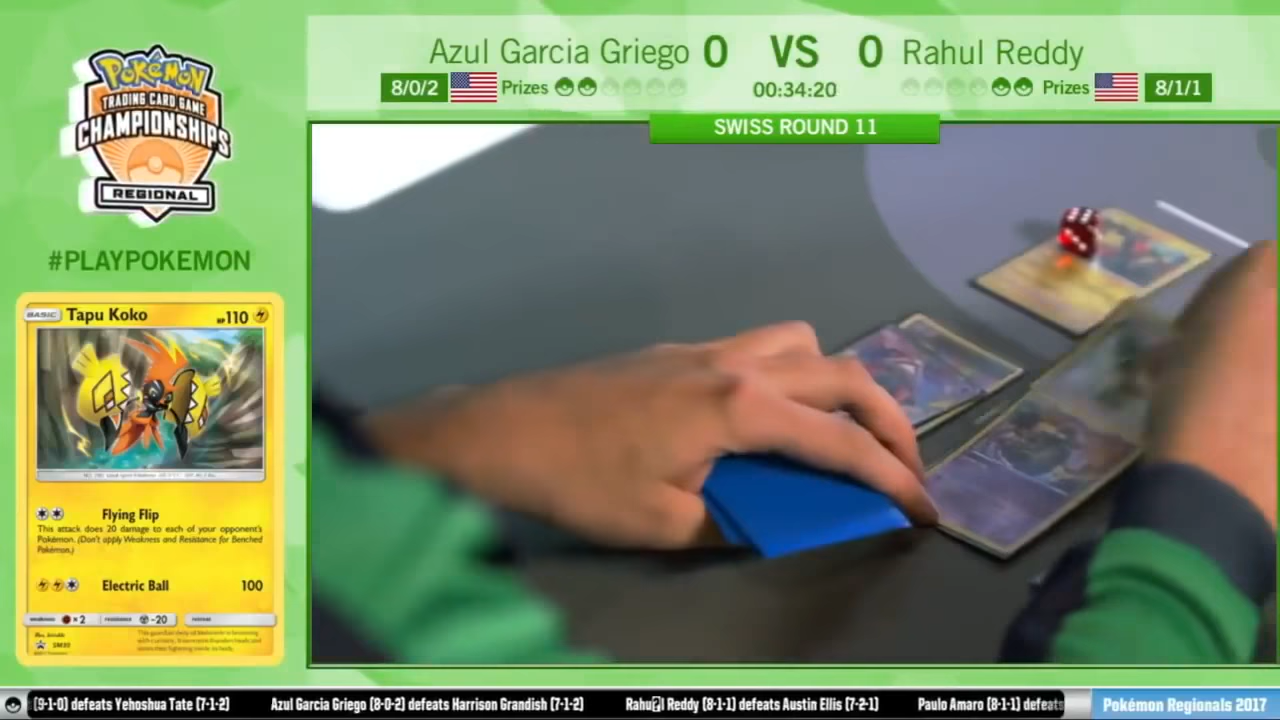 Pokémon
TRADING CARD GAME
CHAMPIONSHIPS
REGIONAL
#PLAYPOKEMON
Azul Garcia Griego 0 VS 0 Rahul Reddy
8/0/2 Prizes 00:34:20 Prizes 8/1/1
SWISS ROUND 11
BASIC Tapu Koko HP110
Flying Flip
This attack does 20 damage to each of your opponent's
Pokémon. (Don't apply Weakness and Resistance for Benched
Pokémon.)
Electric Ball 100
weakness ×2 resistance -20 retreat
SM30
[9-1-0) defeats Yehoshua Tate (7-1-2) Azul Garcia Griego (8-0-2) defeats Harrison Grandish (7-1-2) Rahu�l Reddy (8-1-1) defeats Austin Ellis (7-2-1) Paulo Amaro (8-1-1) defeats Pokémon Regionals 2017